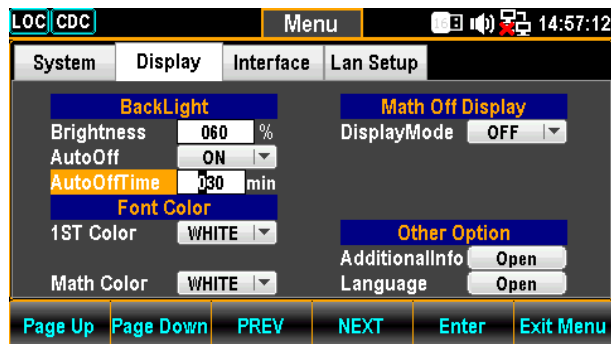 LOC CDC Menu 16 14:57:12
System Display Interface Lan Setup
BackLight
Brightness 060 %
AutoOff ON
AutoOffTime 030 min
Font Color
1ST Color WHITE
Math Color WHITE
Math Off Display
DisplayMode OFF
Other Option
AdditionalInfo Open
Language Open
Page Up Page Down PREV NEXT Enter Exit Menu